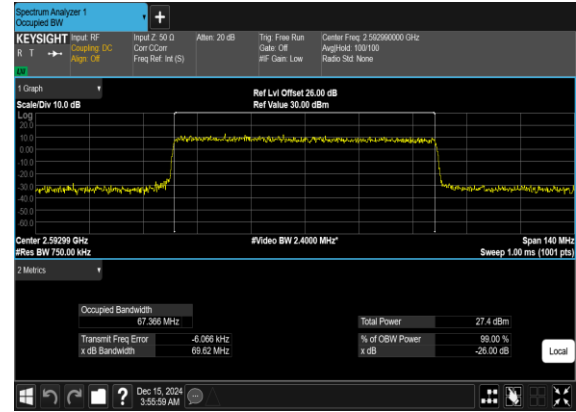 Spectrum Analyzer 1
Occupied BW
+
KEYSIGHT Input: RF Input Z: 50 Ω Atten: 20 dB Trig: Free Run Center Freq: 2.592990000 GHz
R T Coupling: DC Corr CCorr Gate: Off Avg|Hold: 100/100
Align: Off Freq Ref: Int (S) #IF Gain: Low Radio Std: None
LV
1 Graph Ref Lvl Offset 26.00 dB
Scale/Div 10.0 dB Ref Value 30.00 dBm
Log
20.0
10.0
0.00
-10.0
-20.0
-30.0
-40.0
-50.0
-60.0
Center 2.59299 GHz #Video BW 2.4000 MHz* Span 140 MHz
#Res BW 750.00 kHz Sweep 1.00 ms (1001 pts)
2 Metrics
Occupied Bandwidth
67.366 MHz Total Power 27.4 dBm
Transmit Freq Error -6.066 kHz % of OBW Power 99.00 %
x dB Bandwidth 69.62 MHz x dB -26.00 dB
Local
? Dec 15, 2024
3:55:59 AM